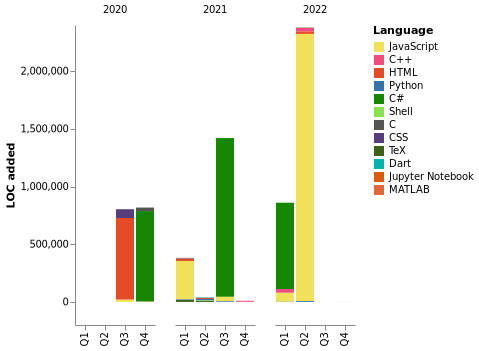 2020 2021 2022
Language
JavaScript
C++
HTML
Python
C#
Shell
C
CSS
TeX
Dart
Jupyter Notebook
MATLAB
LOC added
2,000,000
1,500,000
1,000,000
500,000
0
Q1 Q2 Q3 Q4 Q1 Q2 Q3 Q4 Q1 Q2 Q3 Q4